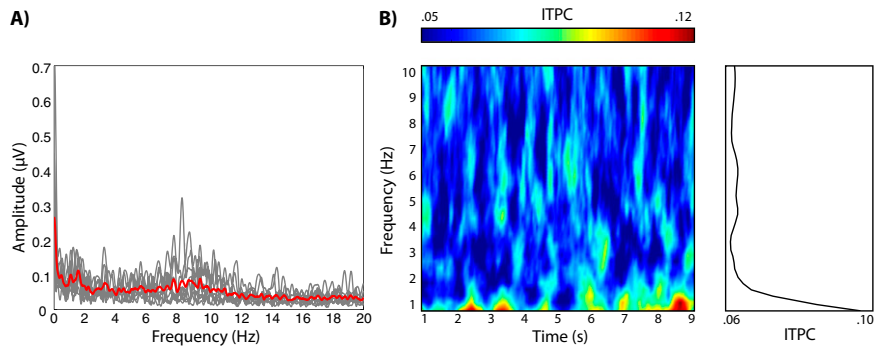 A)
B)
ITPC
.05 .12
0.7
0.6
0.5
0.4
0.3
0.2
0.1
0
Amplitude (μV)
0 2 4 6 8 10 12 14 16 18 20
Frequency (Hz)
10
9
8
7
6
5
4
3
2
1
Frequency (Hz)
1 2 3 4 5 6 7 8 9
Time (s)
.06 .10
ITPC